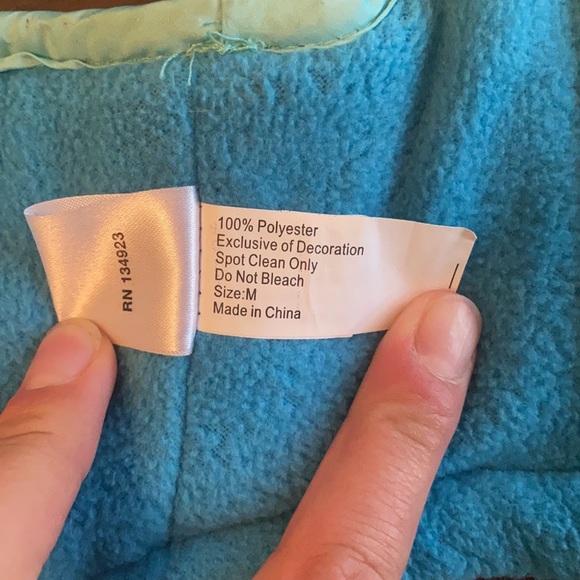 RN 134923
100% Polyester
Exclusive of Decoration
Spot Clean Only
Do Not Bleach
Size:M
Made in China